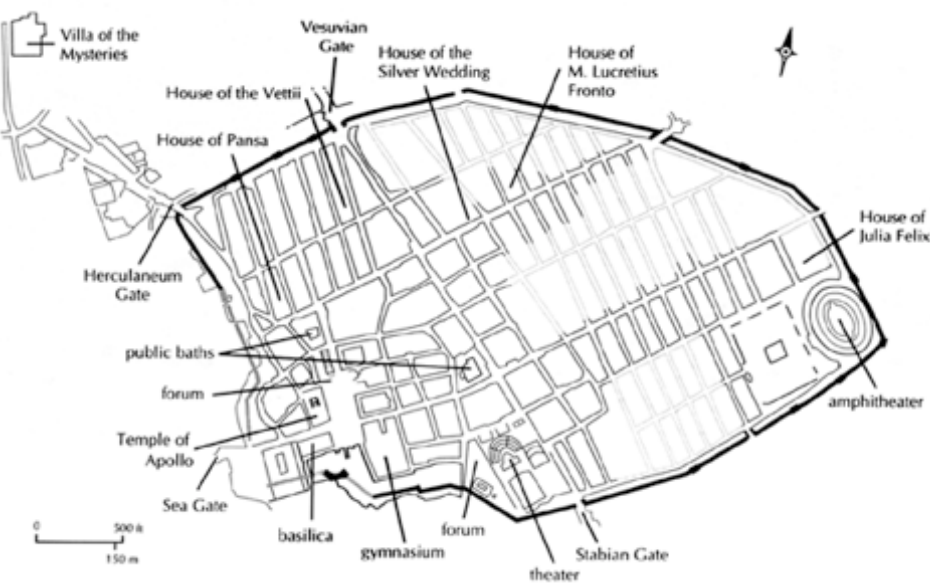 Villa of the
Mysteries
Vesuvian
Gate
House of the
Silver Wedding
House of
M. Lucretius
Fronto
House of the Vettii
House of Pansa
House of
Julia Felix
Herculaneum
Gate
public baths
forum
amphitheater
Temple of
Apollo
Sea Gate
basilica
gymnasium
forum
Stabian Gate
theater
0 500 ft
150 m